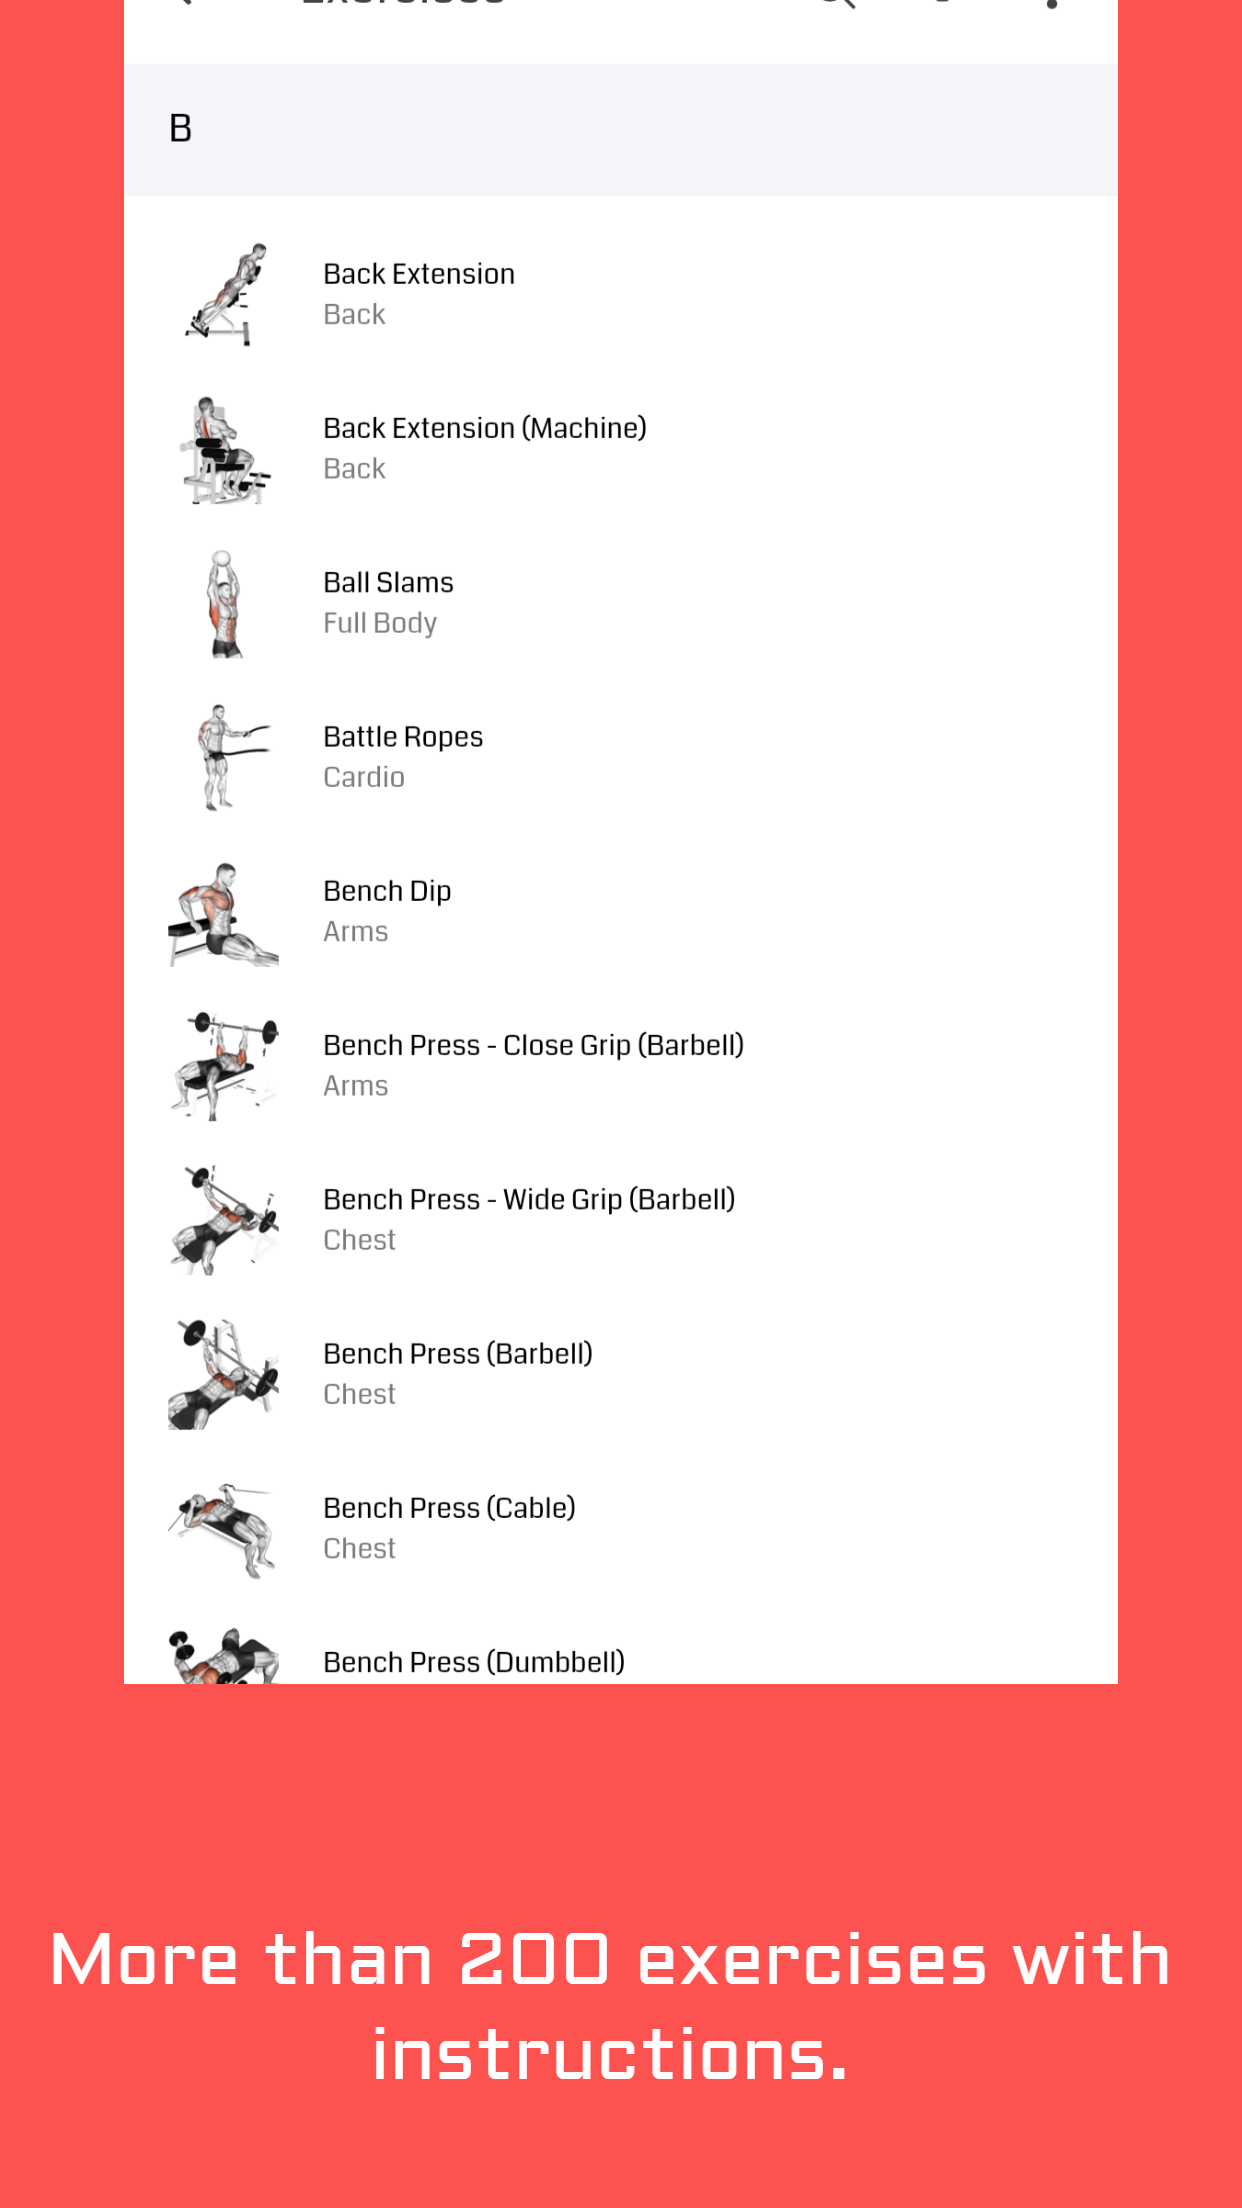 Exercises
B
Back Extension
Back
Back Extension (Machine)
Back
Ball Slams
Full Body
Battle Ropes
Cardio
Bench Dip
Arms
Bench Press - Close Grip (Barbell)
Arms
Bench Press - Wide Grip (Barbell)
Chest
Bench Press (Barbell)
Chest
Bench Press (Cable)
Chest
Bench Press (Dumbbell)
More than 200 exercises with
instructions.